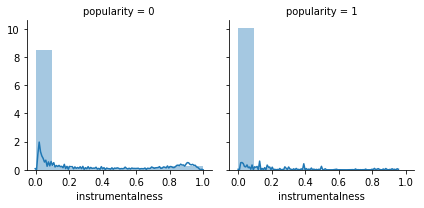 popularity = 0
popularity = 1
10
8
6
4
2
0
0.0 0.2 0.4 0.6 0.8 1.0
0.0 0.2 0.4 0.6 0.8 1.0
instrumentalness
instrumentalness